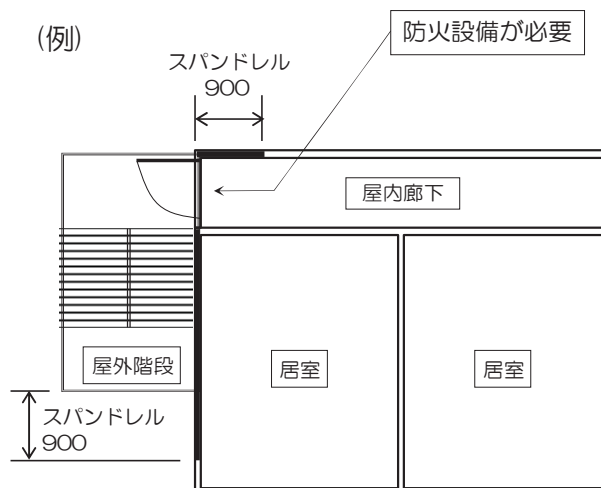 (例)
防火設備が必要
スパンドレル
900
屋内廊下
屋外階段
居室
居室
スパンドレル
900